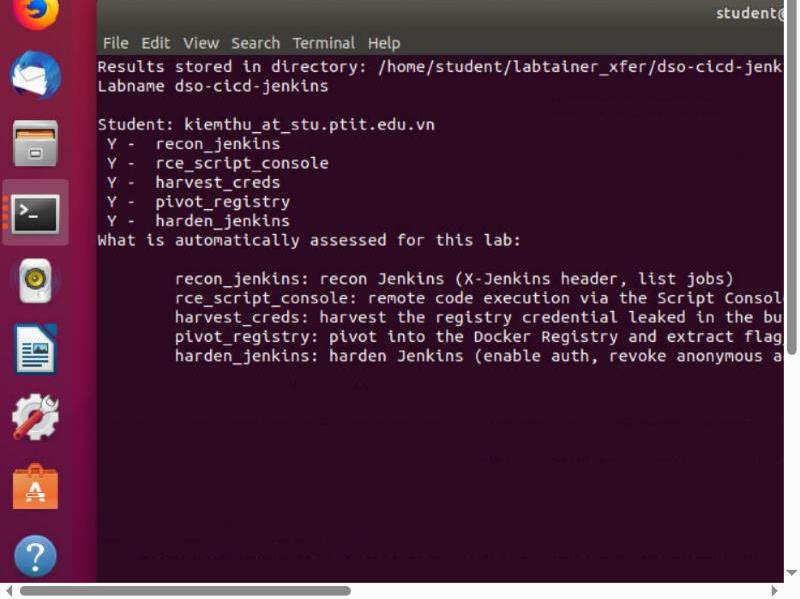 student@
File Edit View Search Terminal Help
Results stored in directory: /home/student/labtainer_xfer/dso-cicd-jenk
Labname dso-cicd-jenkins
Student: kiemthu_at_stu.ptit.edu.vn
Y - recon_jenkins
Y - rce_script_console
Y - harvest_creds
Y - pivot_registry
Y - harden_jenkins
What is automatically assessed for this lab:
recon_jenkins: recon Jenkins (X-Jenkins header, list jobs)
rce_script_console: remote code execution via the Script Consol
harvest_creds: harvest the registry credential leaked in the bu
pivot_registry: pivot into the Docker Registry and extract flag
harden_jenkins: harden Jenkins (enable auth, revoke anonymous a